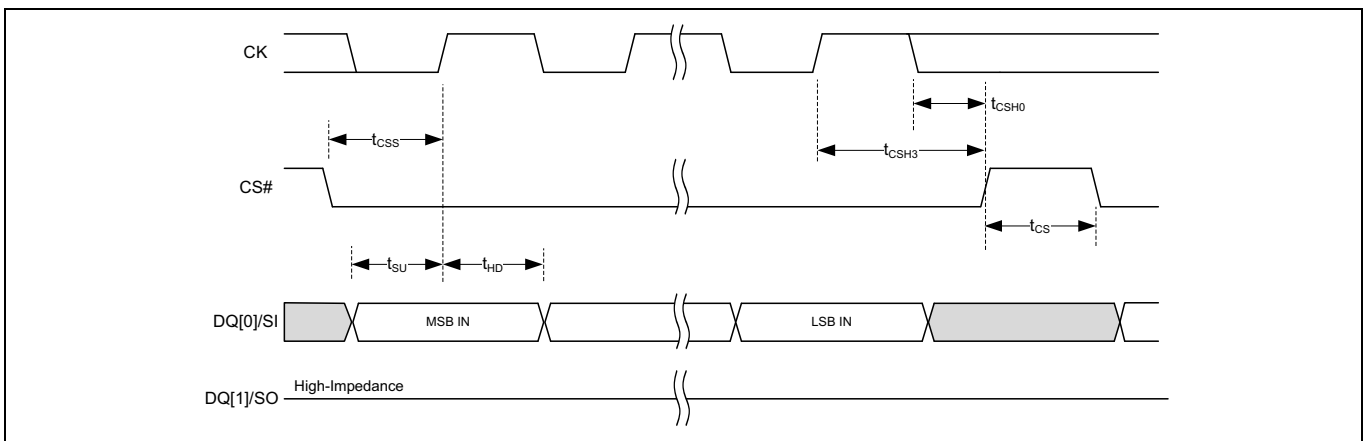 CK
tCSH0
tCSS
tCSH3
CS#
tCS
tSU
tHD
DQ[0]/SI
MSB IN
LSB IN
High-Impedance
DQ[1]/SO